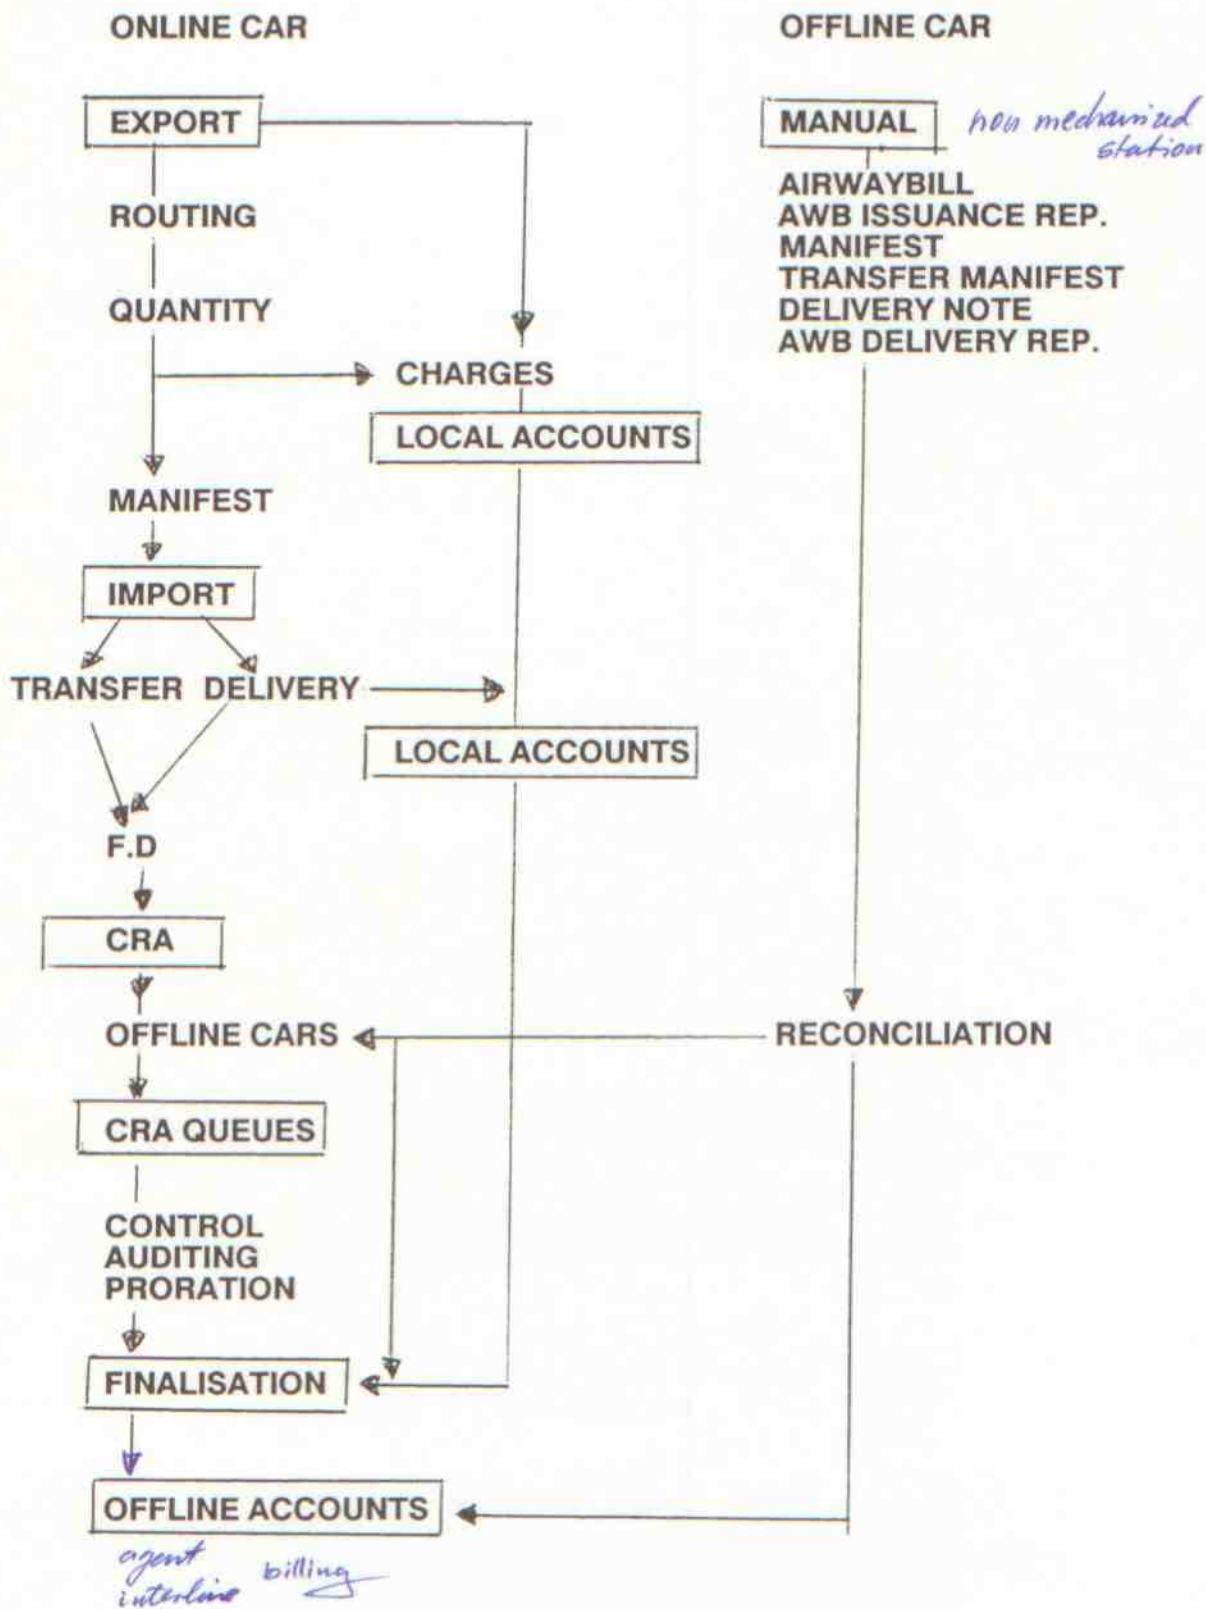 ONLINE CAR
EXPORT
ROUTING
QUANTITY
CHARGES
LOCAL ACCOUNTS
MANIFEST
IMPORT
TRANSFER DELIVERY
LOCAL ACCOUNTS
F.D
CRA
OFFLINE CARS
CRA QUEUES
CONTROL
AUDITING
PRORATION
FINALISATION
OFFLINE ACCOUNTS
agent
interline billing
OFFLINE CAR
MANUAL
non mechanized
station
AIRWAYBILL
AWB ISSUANCE REP.
MANIFEST
TRANSFER MANIFEST
DELIVERY NOTE
AWB DELIVERY REP.
RECONCILIATION